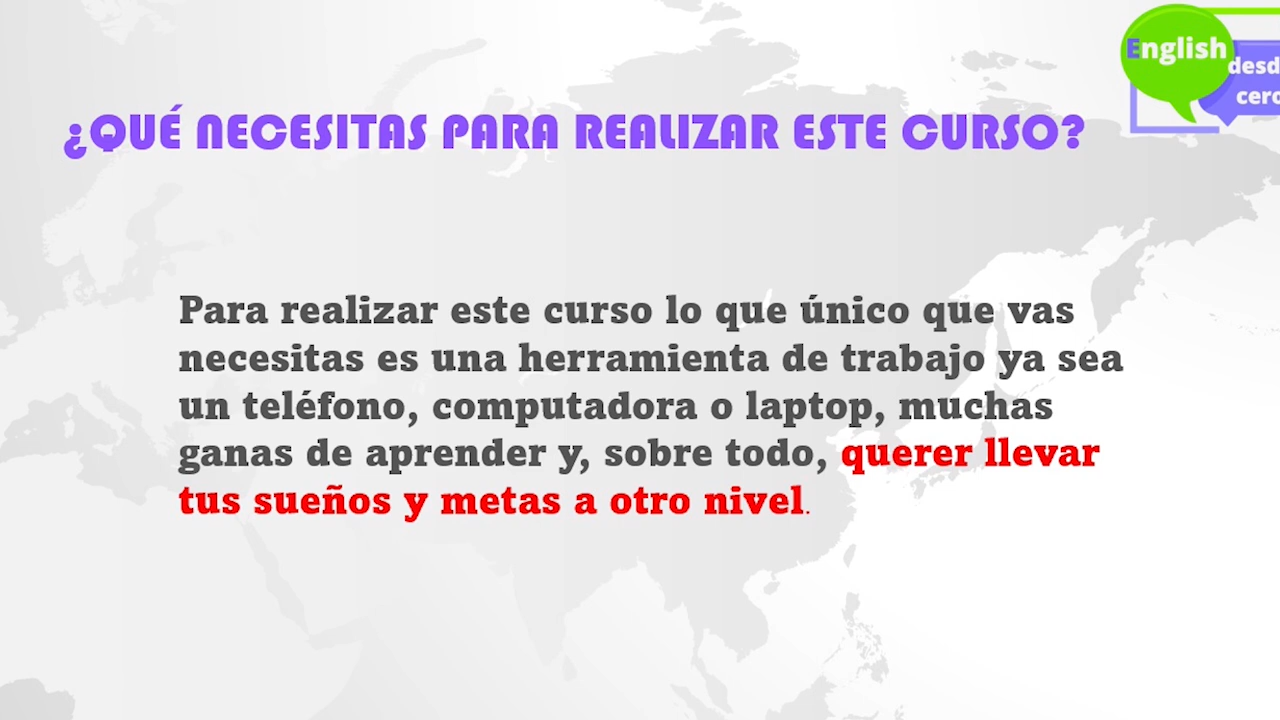 English
desd
cero
¿QUÉ NECESITAS PARA REALIZAR ESTE CURSO?
Para realizar este curso lo que único que vas
necesitas es una herramienta de trabajo ya sea
un teléfono, computadora o laptop, muchas
ganas de aprender y, sobre todo, querer llevar
tus sueños y metas a otro nivel.